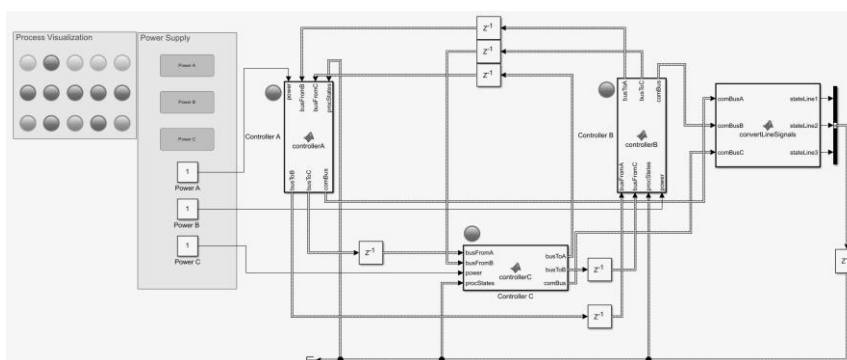 Process Visualization
Power Supply
Power A
Power B
Power C
1
Power A
1
Power B
1
Power C
Controller A
power
busFromB
busFromC
procStates
controllerA
busToB
busToC
comBus
z-1
z-1
z-1
z-1
busFromA
busFromB
power
procStates
controllerC
busToA
busToB
comBus
Controller C
z-1
z-1
Controller B
busToA
busToC
comBus
controllerB
busFromA
busFromC
procStates
power
comBusA
comBusB
comBusC
convertLineSignals
stateLine1
stateLine2
stateLine3